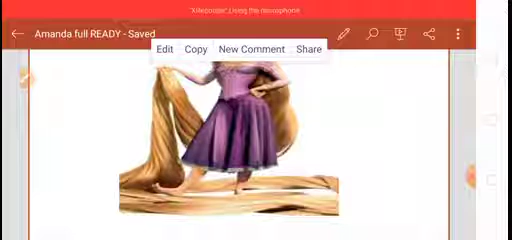 "XRecorder",Using the microphone
Amanda full READY - Saved
Edit Copy New Comment Share